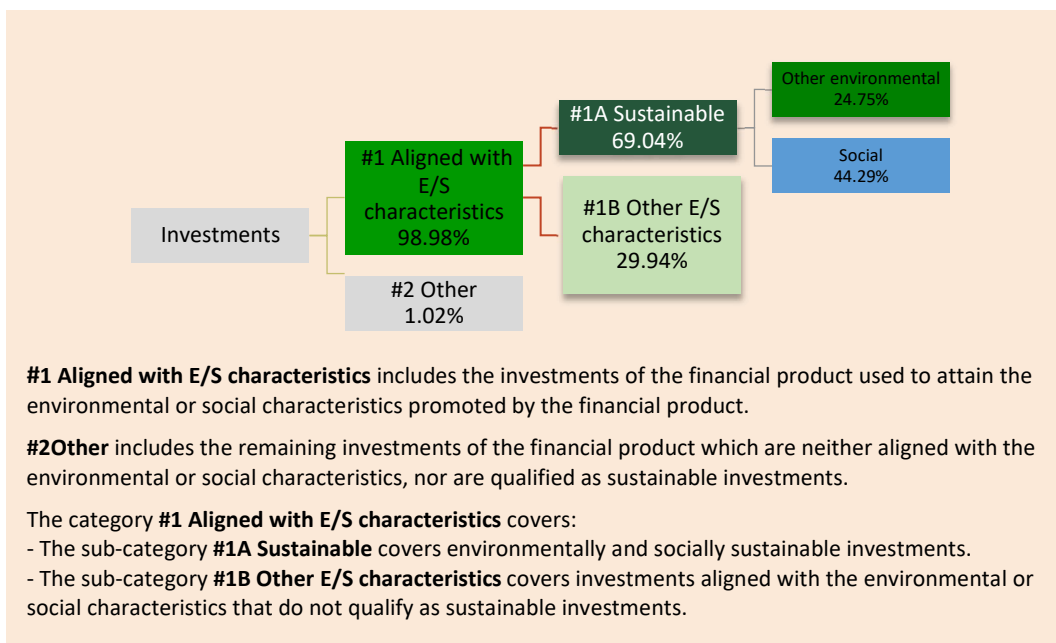 Investments
#1 Aligned with
E/S
characteristics
98.98%
#2 Other
1.02%
#1A Sustainable
69.04%
#1B Other E/S
characteristics
29.94%
Other environmental
24.75%
Social
44.29%
#1 Aligned with E/S characteristics includes the investments of the financial product used to attain the
environmental or social characteristics promoted by the financial product.
#2Other includes the remaining investments of the financial product which are neither aligned with the
environmental or social characteristics, nor are qualified as sustainable investments.
The category #1 Aligned with E/S characteristics covers:
- The sub-category #1A Sustainable covers environmentally and socially sustainable investments.
- The sub-category #1B Other E/S characteristics covers investments aligned with the environmental or
social characteristics that do not qualify as sustainable investments.